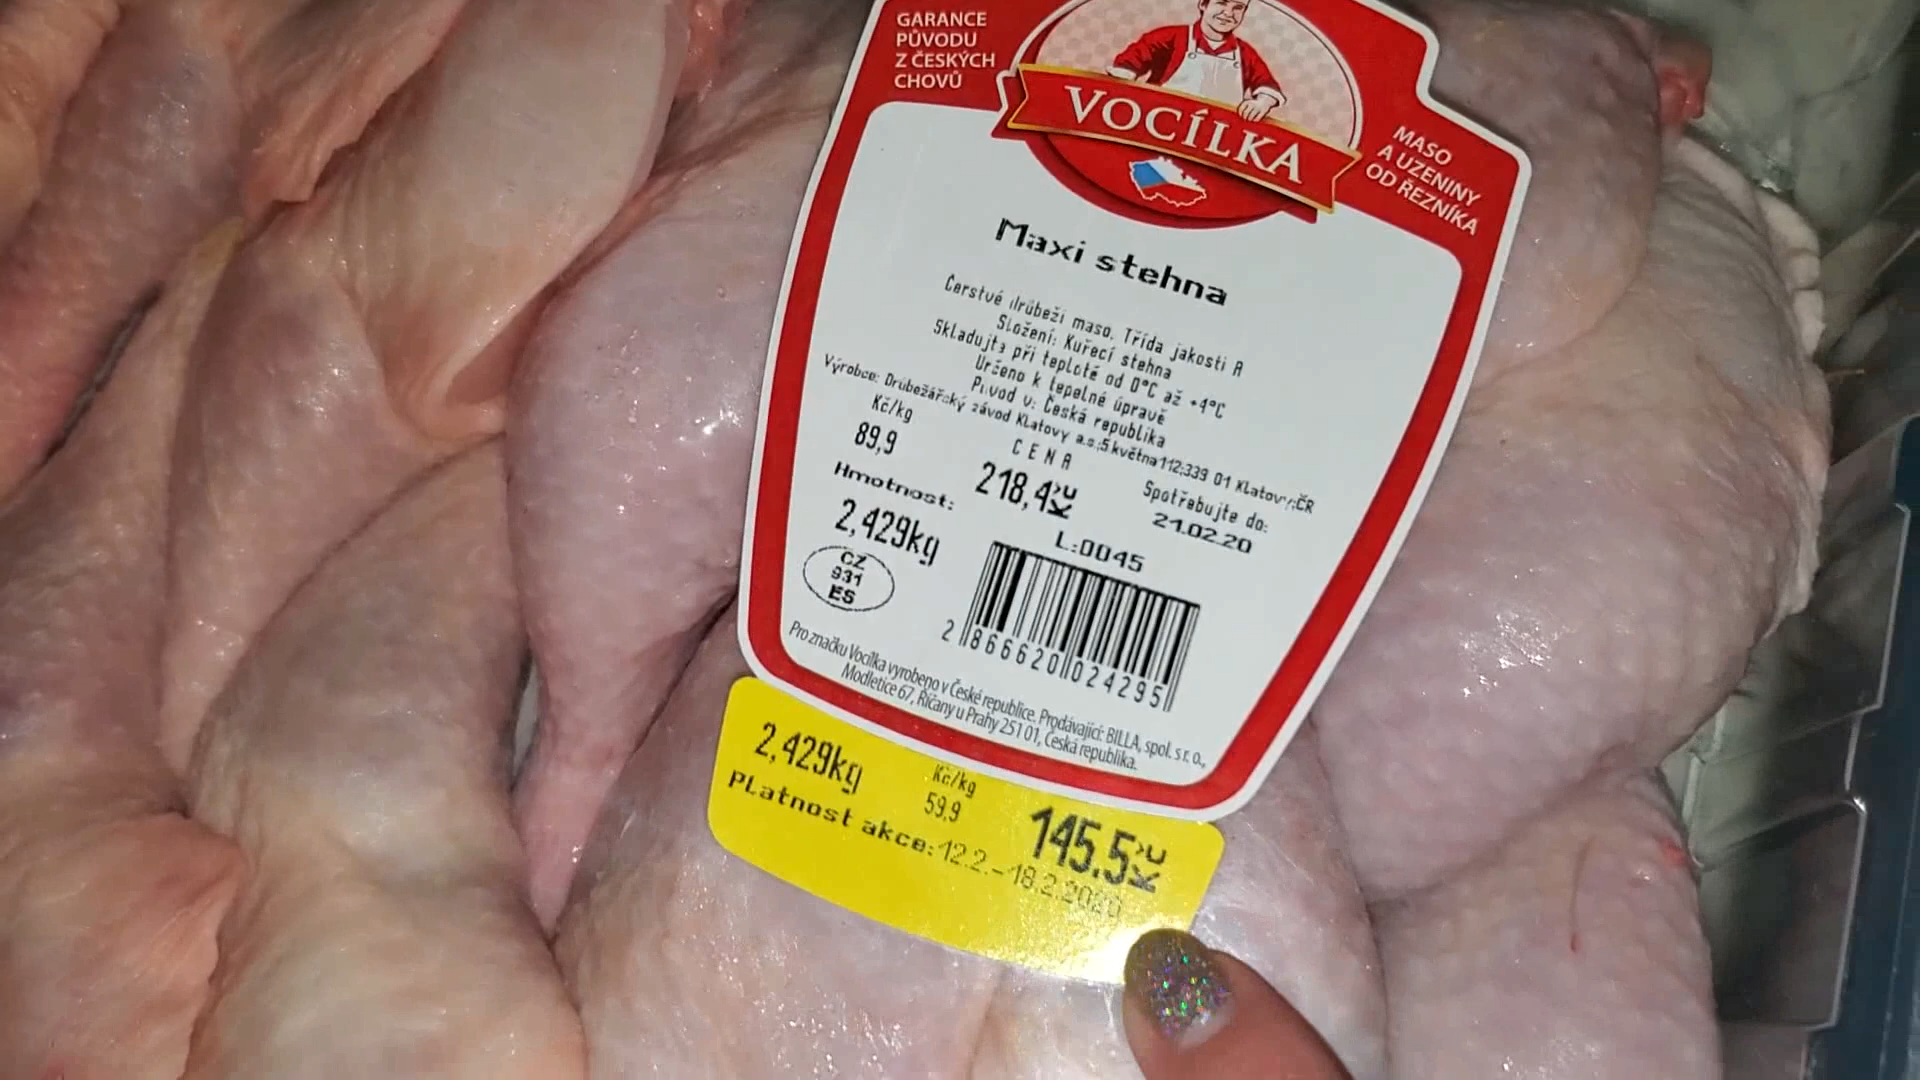 GARANCE
PŮVODU
Z ČESKÝCH
CHOVŮ
VOCÍLKA
MASO
A UZENINY
OD ŘEZNÍKA
Maxi stehna
Čerstvé drůbeží maso. Třída jakosti A
Složení: Kuřecí stehna
Skladujte při teplotě od 0°C až +4°C
Určeno k tepelné úpravě
Původ v: Česká republika
Výrobce: Drůbežářský závod Klatovy a.s.;5.května112;339 01 Klatovy;ČR
Kč/kg
89,9
CENA
218,4Kč
Hmotnost:
2,429kg
Spotřebujte do:
21.02.20
L:0045
CZ
931
ES
2 866620 024295
Pro značku Vocílka vyrobeno v České republice. Prodávající: BILLA, spol. s r. o.,
Modletice 67, Říčany u Prahy 251 01, Česká republika.
2,429kg
Kč/kg
59.9
145.5Kč
Platnost akce:12.2.-18.2.2020